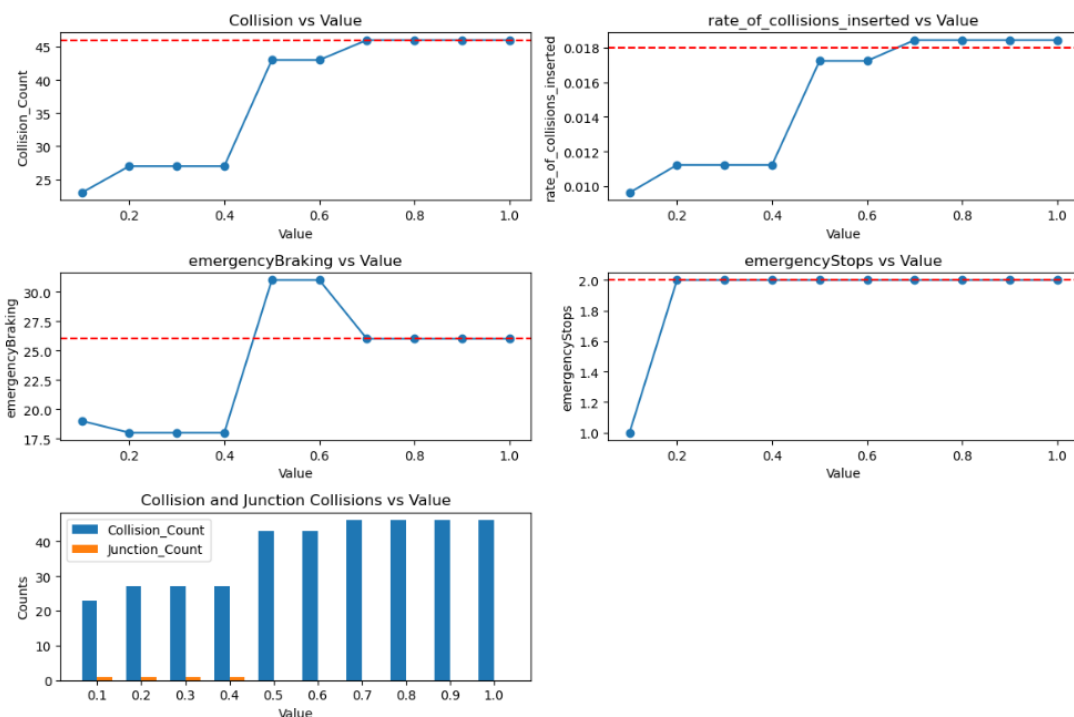 Collision vs Value
Collision_Count
45
40
35
30
25
0.2 0.4 0.6 0.8 1.0
Value
rate_of_collisions_inserted vs Value
rate_of_collisions_inserted
0.018
0.016
0.014
0.012
0.010
0.2 0.4 0.6 0.8 1.0
Value
emergencyBraking vs Value
emergencyBraking
30.0
27.5
25.0
22.5
20.0
17.5
0.2 0.4 0.6 0.8 1.0
Value
emergencyStops vs Value
emergencyStops
2.0
1.8
1.6
1.4
1.2
1.0
0.2 0.4 0.6 0.8 1.0
Value
Collision and Junction Collisions vs Value
Collision_Count
Junction_Count
Counts
40
30
20
10
0
0.1 0.2 0.3 0.4 0.5 0.6 0.7 0.8 0.9 1.0
Value